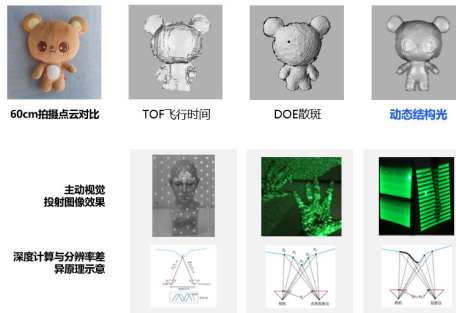 60cm拍摄点云对比
TOF飞行时间
DOE散斑
动态结构光
主动视觉
投射图像效果
深度计算与分辨率差
异原理示意